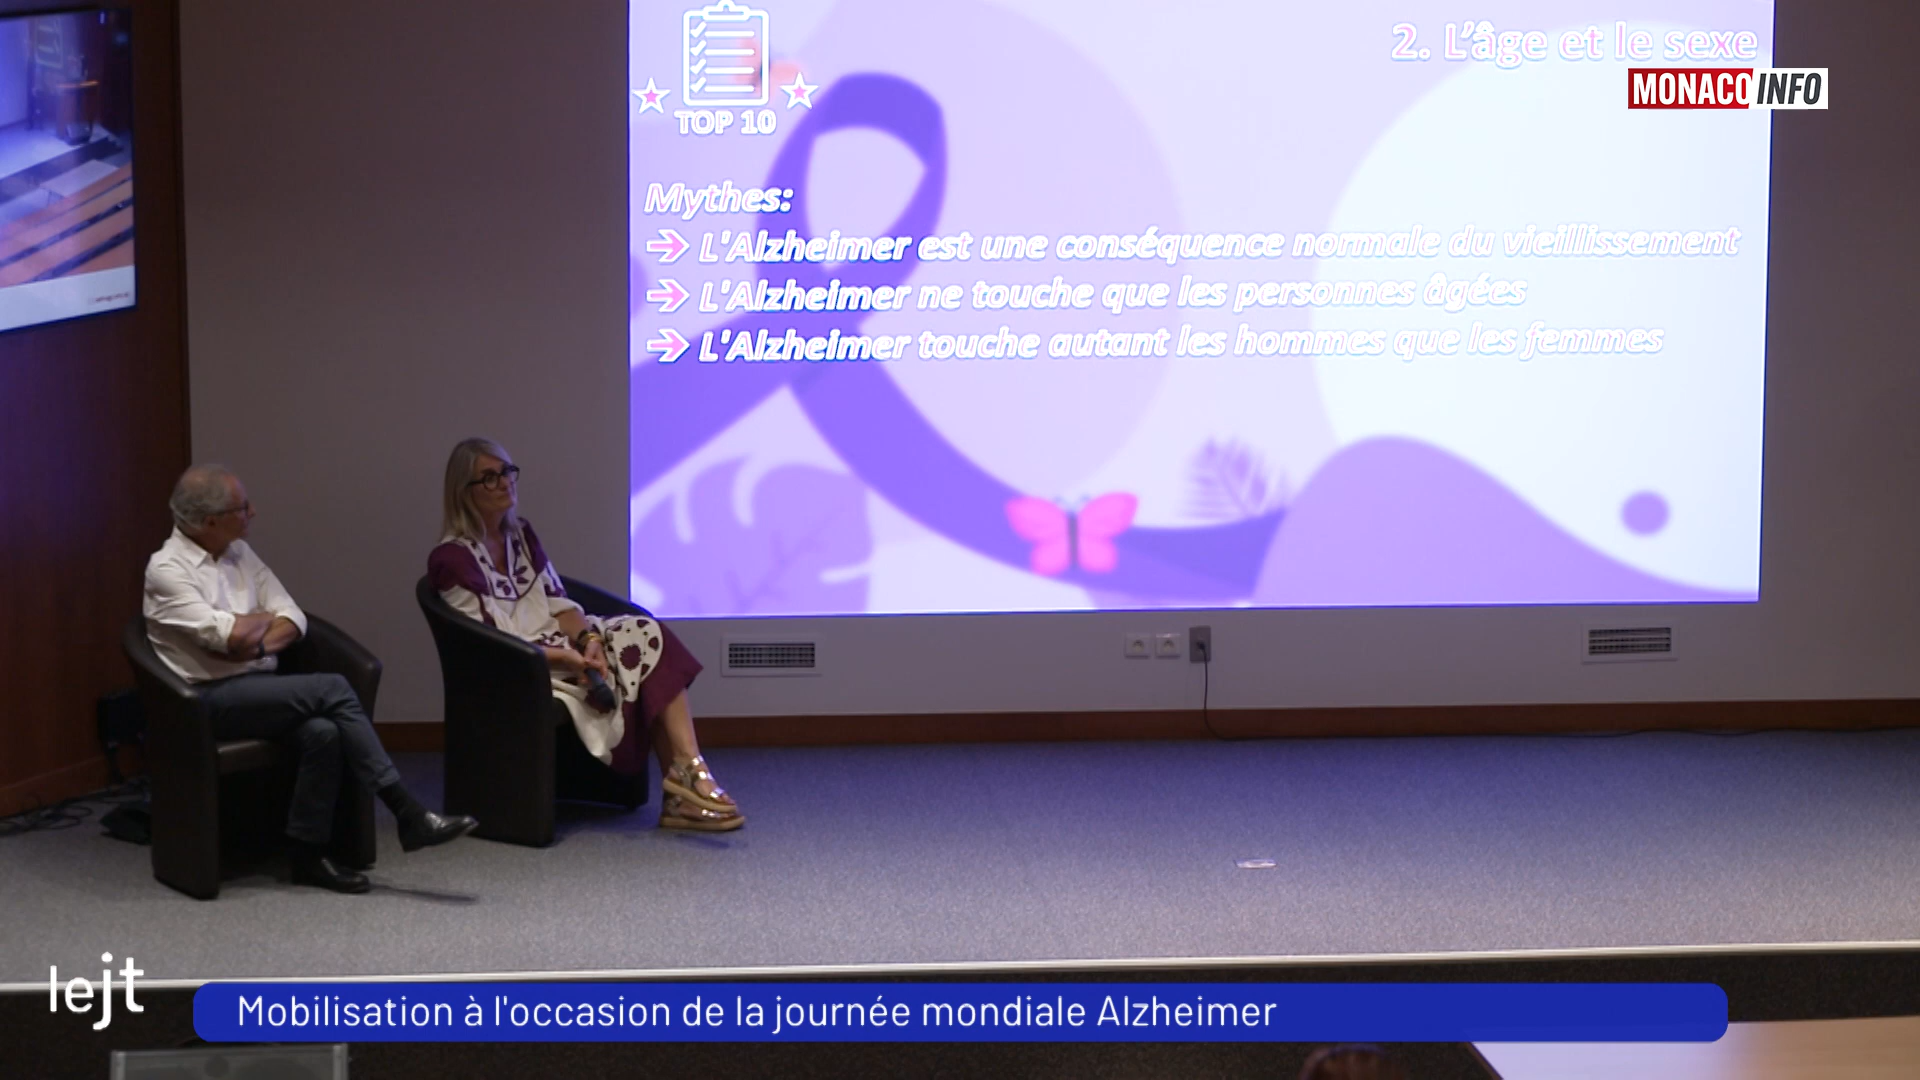 2. L'âge et le sexe
MONACO INFO
TOP 10
Mythes:
→ L'Alzheimer est une conséquence normale du vieillissement
→ L'Alzheimer ne touche que les personnes âgées
→ L'Alzheimer touche autant les hommes que les femmes
lejt
Mobilisation à l'occasion de la journée mondiale Alzheimer